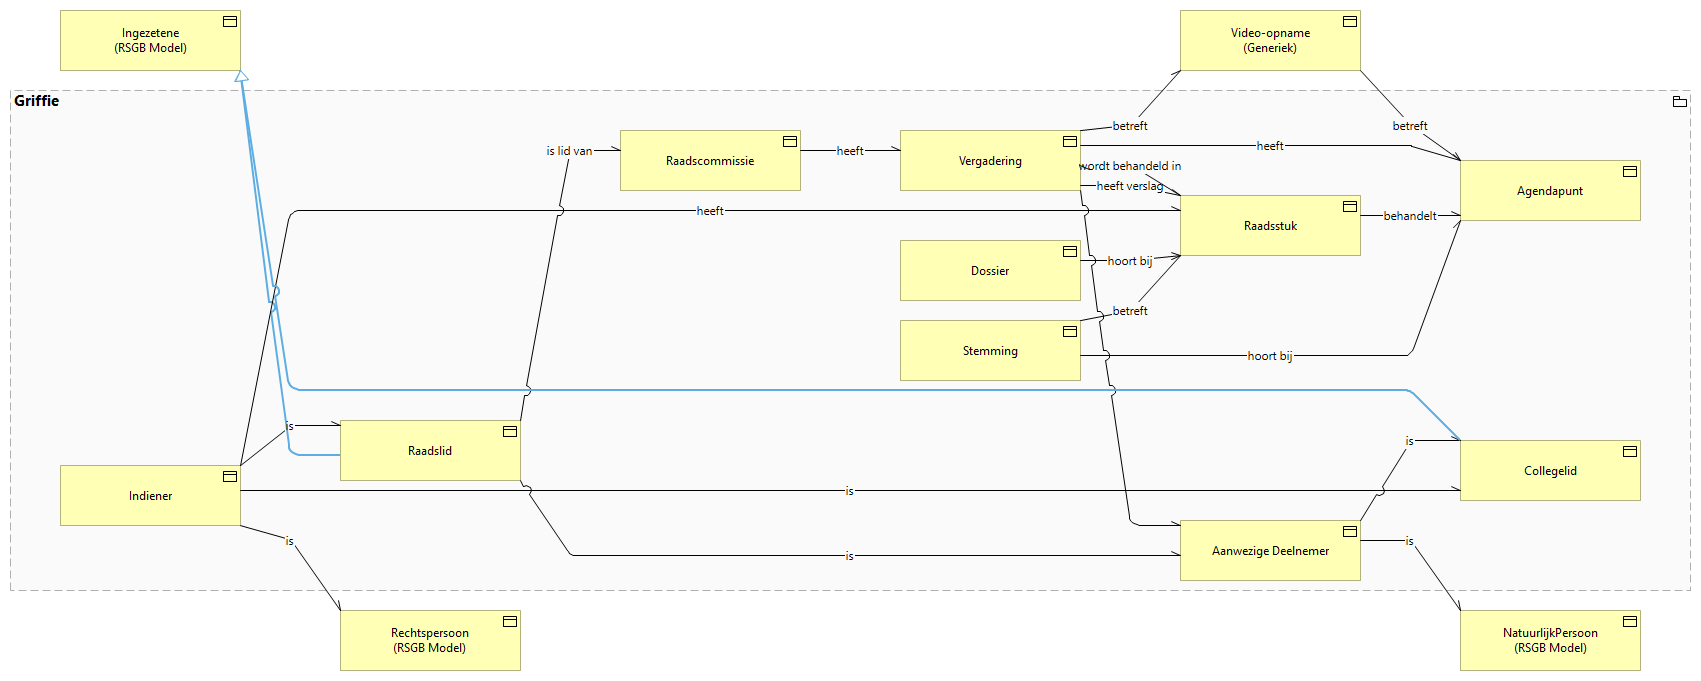 Ingezetene
(RSGB Model)
Video-opname
(Generiek)
Griffie
betreft
betreft
is lid van
Raadscommissie
heeft
Vergadering
heeft
wordt behandeld in
heeft verslag
Agendapunt
heeft
Raadsstuk
behandelt
Dossier
hoort bij
betreft
Stemming
hoort bij
is
Raadslid
is
Collegelid
Indiener
is
is
is
Aanwezige Deelnemer
is
Rechtspersoon
(RSGB Model)
NatuurlijkPersoon
(RSGB Model)